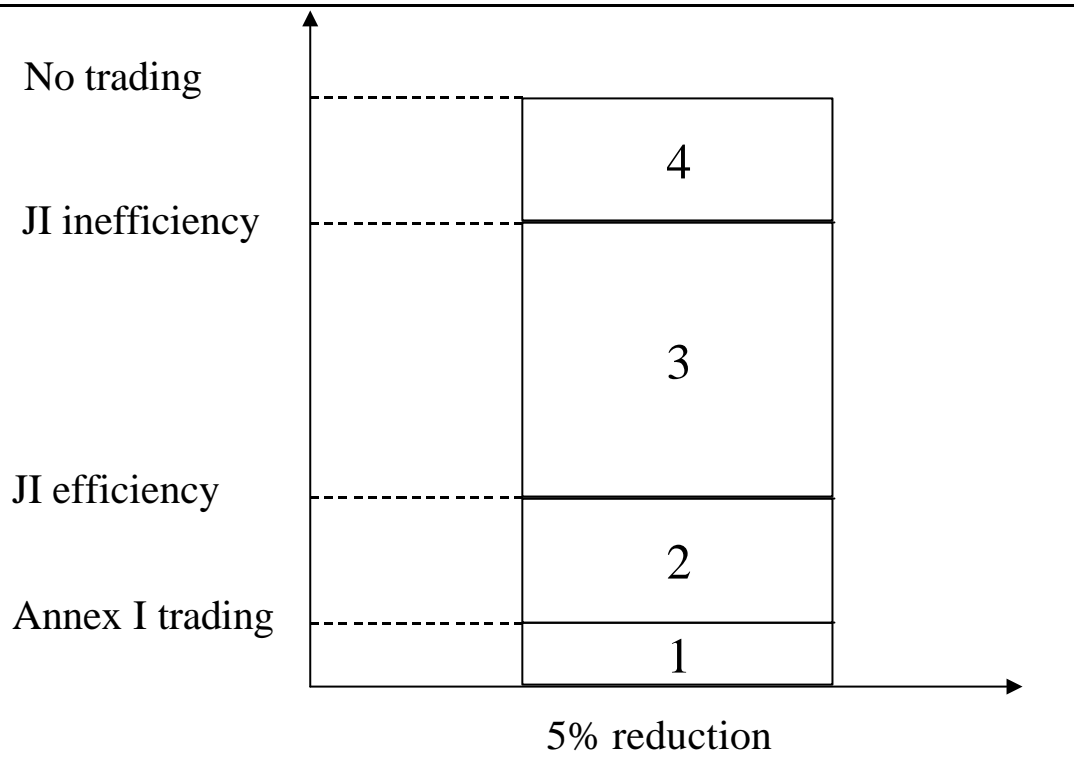 No trading
4
JI inefficiency
3
JI efficiency
2
Annex I trading
1
5% reduction